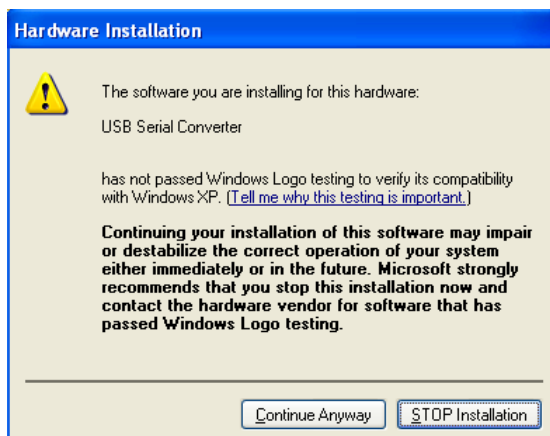 Hardware Installation
The software you are installing for this hardware:
USB Serial Converter
has not passed Windows Logo testing to verify its compatibility
with Windows XP. (Tell me why this testing is important.)
Continuing your installation of this software may impair
or destabilize the correct operation of your system
either immediately or in the future. Microsoft strongly
recommends that you stop this installation now and
contact the hardware vendor for software that has
passed Windows Logo testing.
Continue Anyway
STOP Installation